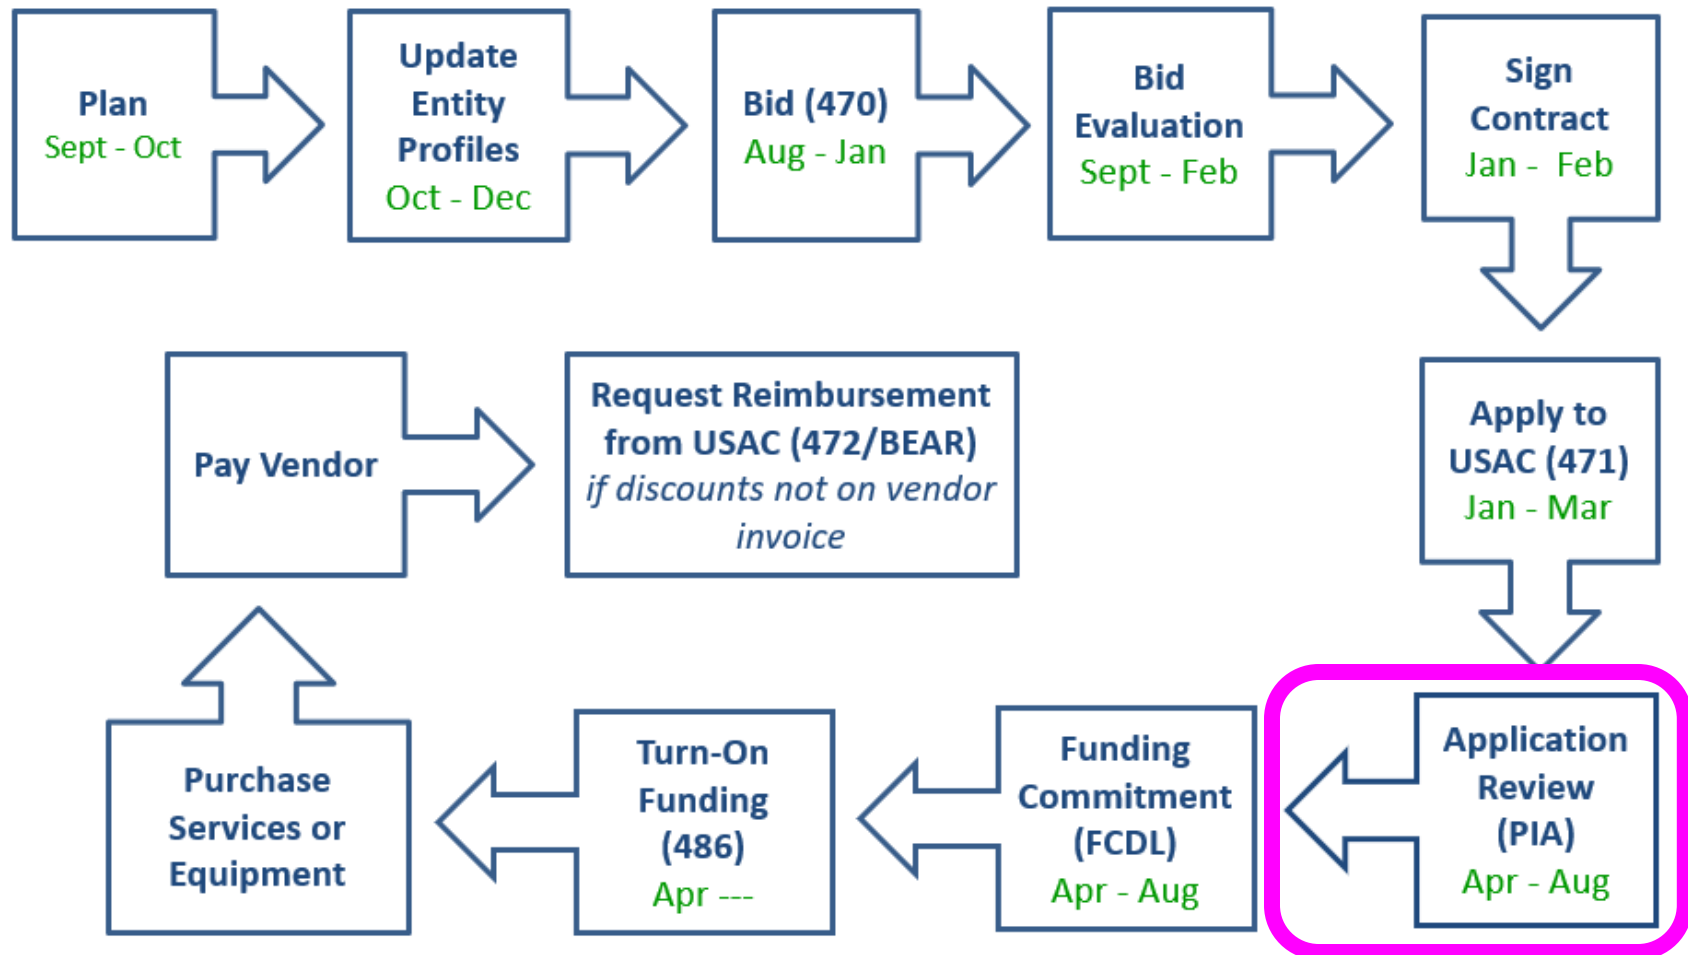 Plan
Sept - Oct
Update
Entity
Profiles
Oct - Dec
Bid (470)
Aug - Jan
Bid
Evaluation
Sept - Feb
Sign
Contract
Jan -  Feb
Apply to
USAC (471)
Jan - Mar
Application
Review
(PIA)
Apr - Aug
Funding
Commitment
(FCDL)
Apr - Aug
Turn-On
Funding
(486)
Apr ---
Purchase
Services or
Equipment
Pay Vendor
Request Reimbursement
from USAC (472/BEAR)
if discounts not on vendor
invoice